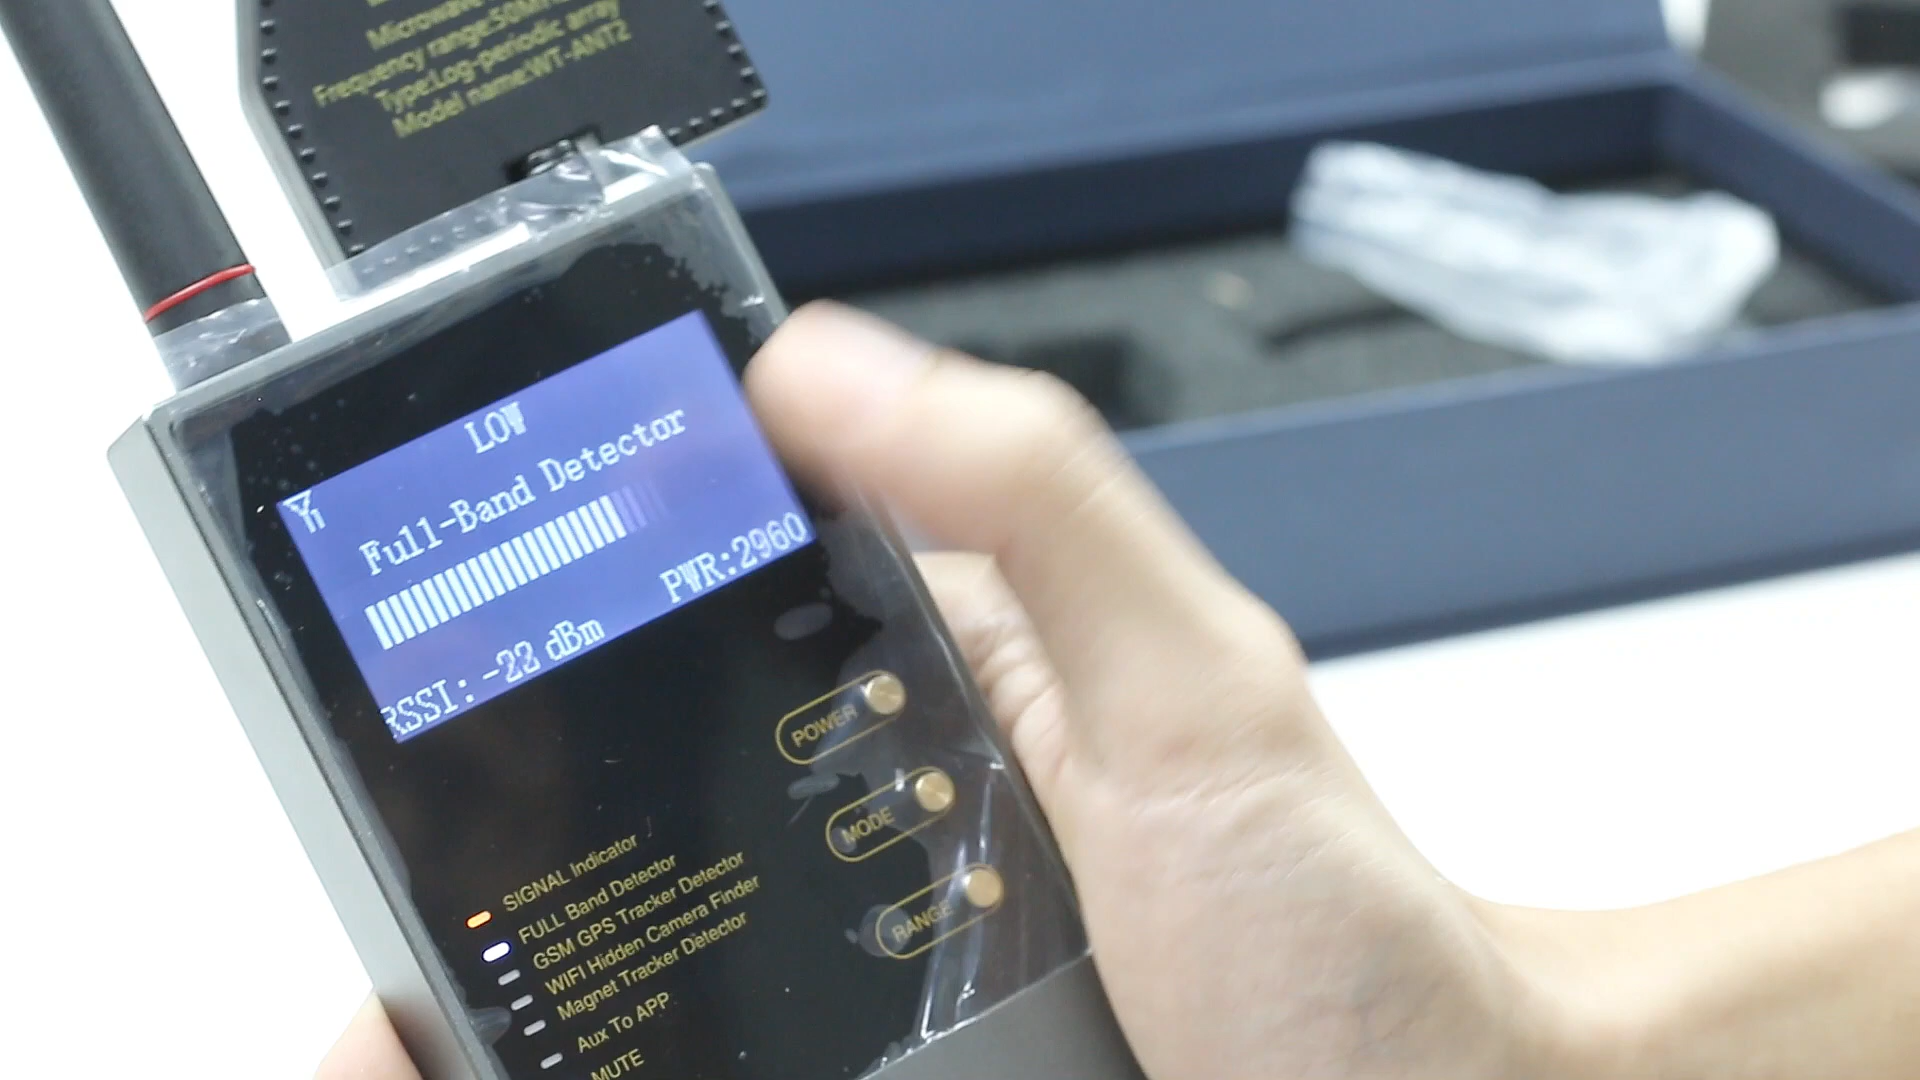 Microwave
Frequency range:50M
Type:Log-periodic array
Model name:WT-ANT2
LOW
Full-Band Detector
PWR:2960
RSSI:-22 dBm
POWER
MODE
RANGE
SIGNAL Indicator
FULL Band Detector
GSM GPS Tracker Detector
WIFI Hidden Camera Finder
Magnet Tracker Detector
Aux To APP
MUTE